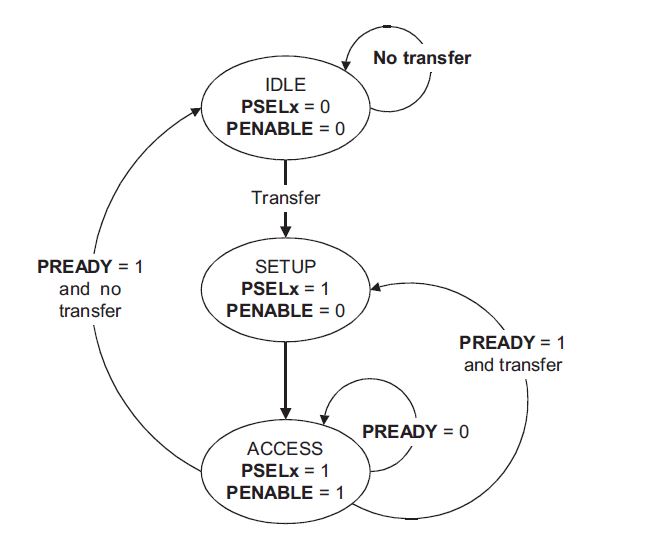 No transfer
IDLE
PSELx = 0
PENABLE = 0
Transfer
PREADY = 1
and no
transfer
SETUP
PSELx = 1
PENABLE = 0
PREADY = 1
and transfer
PREADY = 0
ACCESS
PSELx = 1
PENABLE = 1